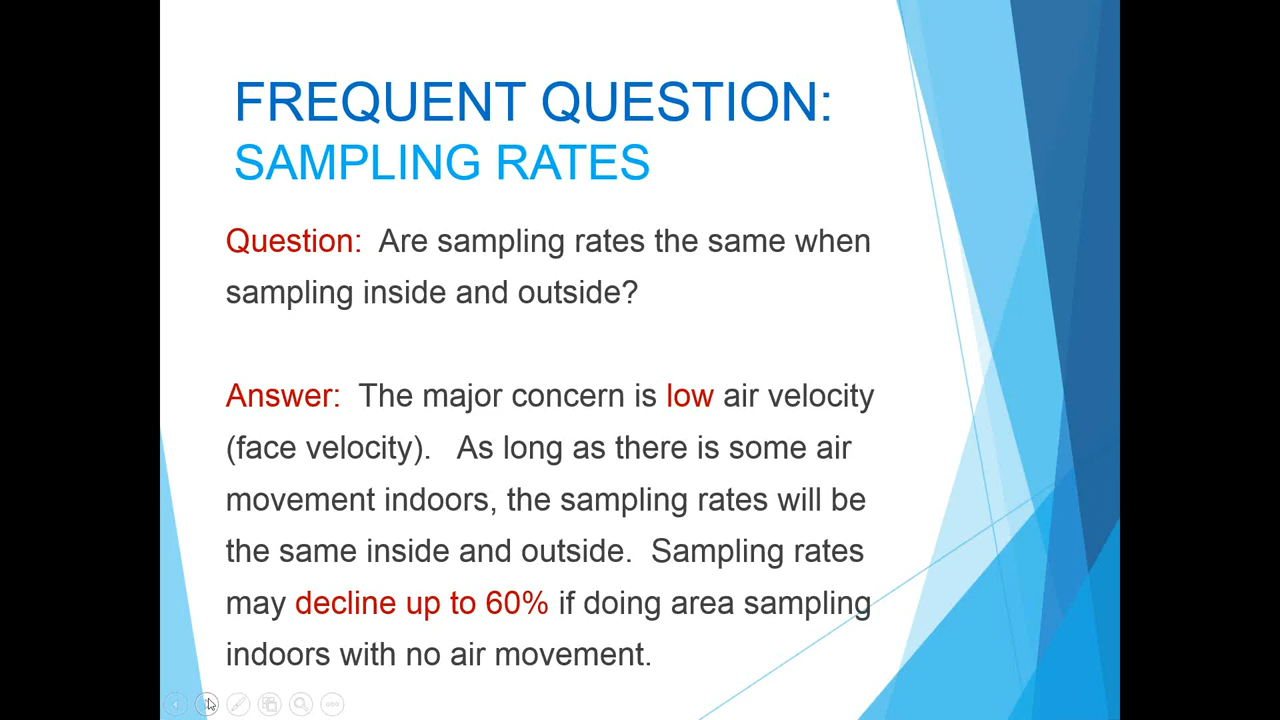 FREQUENT QUESTION:
SAMPLING RATES
Question: Are sampling rates the same when
sampling inside and outside?
Answer: The major concern is low air velocity
(face velocity). As long as there is some air
movement indoors, the sampling rates will be
the same inside and outside. Sampling rates
may decline up to 60% if doing area sampling
indoors with no air movement.